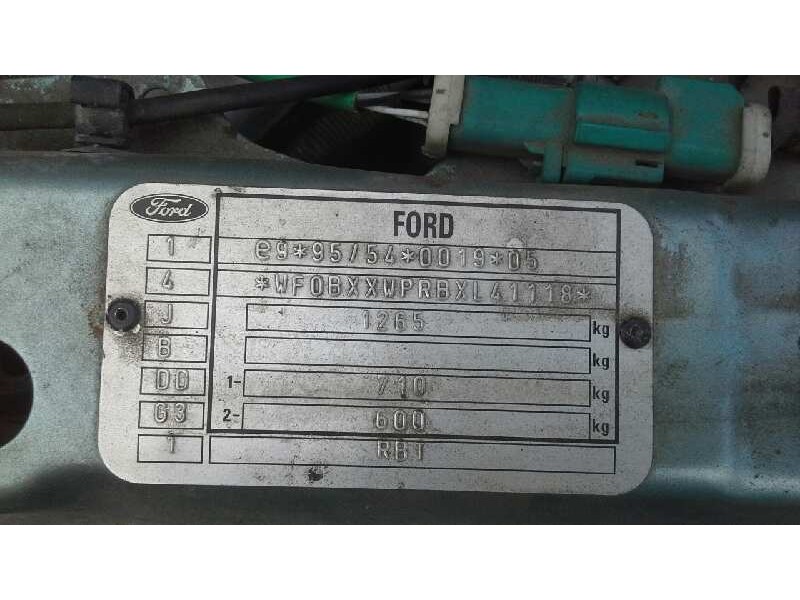 Ford
FORD
1 e9*95/54*0019*05
4 *WF0BXXWPRBXL41118*
J 1265 kg
B kg
DD 1- 710 kg
G3 2- 600 kg
1 RBT